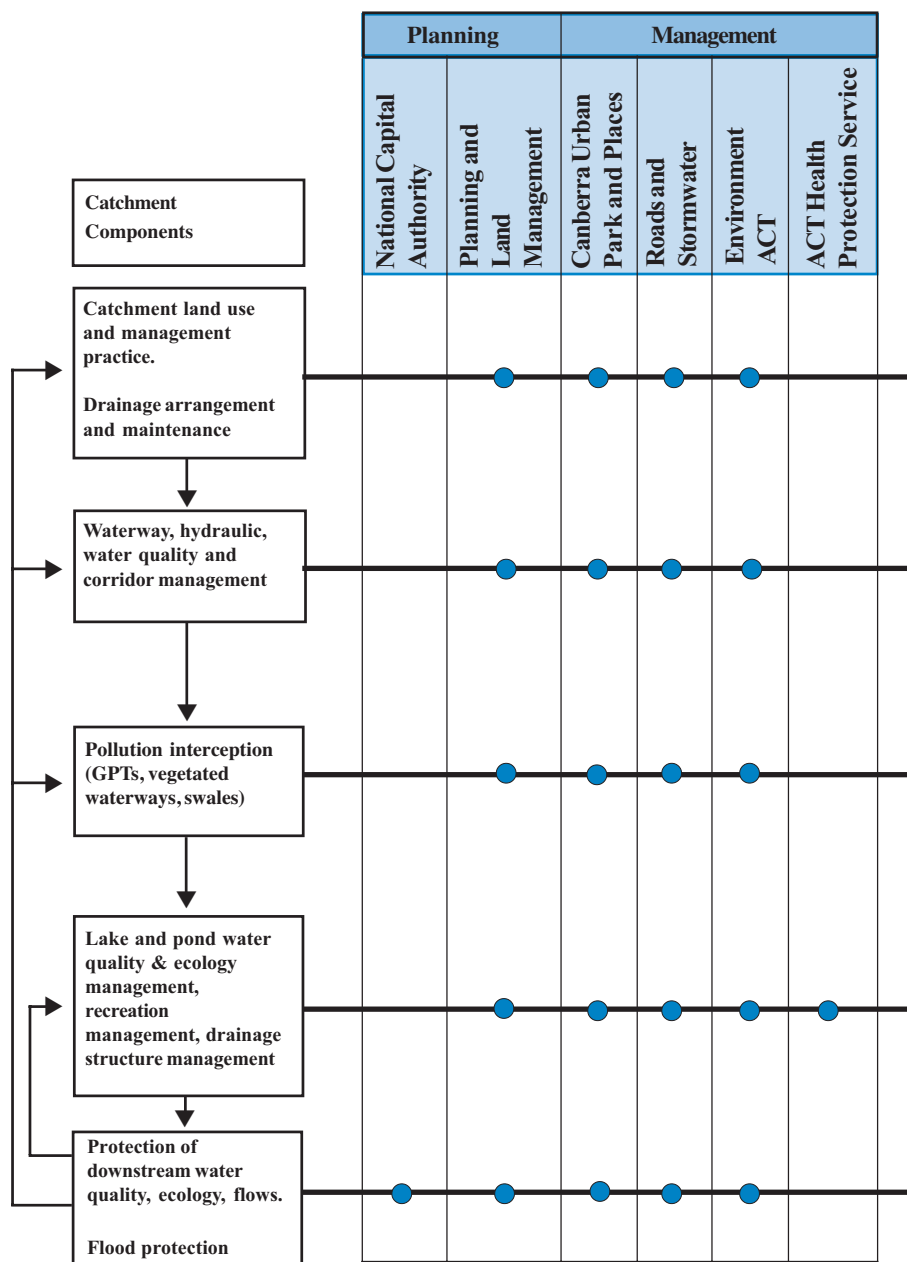 Planning
Management
National Capital
Authority
Planning and
Land
Management
Canberra Urban
Park and Places
Roads and
Stormwater
Environment
ACT
ACT Health
Protection Service
Catchment
Components
Catchment land use
and management
practice.
Drainage arrangement
and maintenance
Waterway, hydraulic,
water quality and
corridor management
Pollution interception
(GPTs, vegetated
waterways, swales)
Lake and pond water
quality & ecology
management,
recreation
management, drainage
structure management
Protection of
downstream water
quality, ecology, flows.
Flood protection